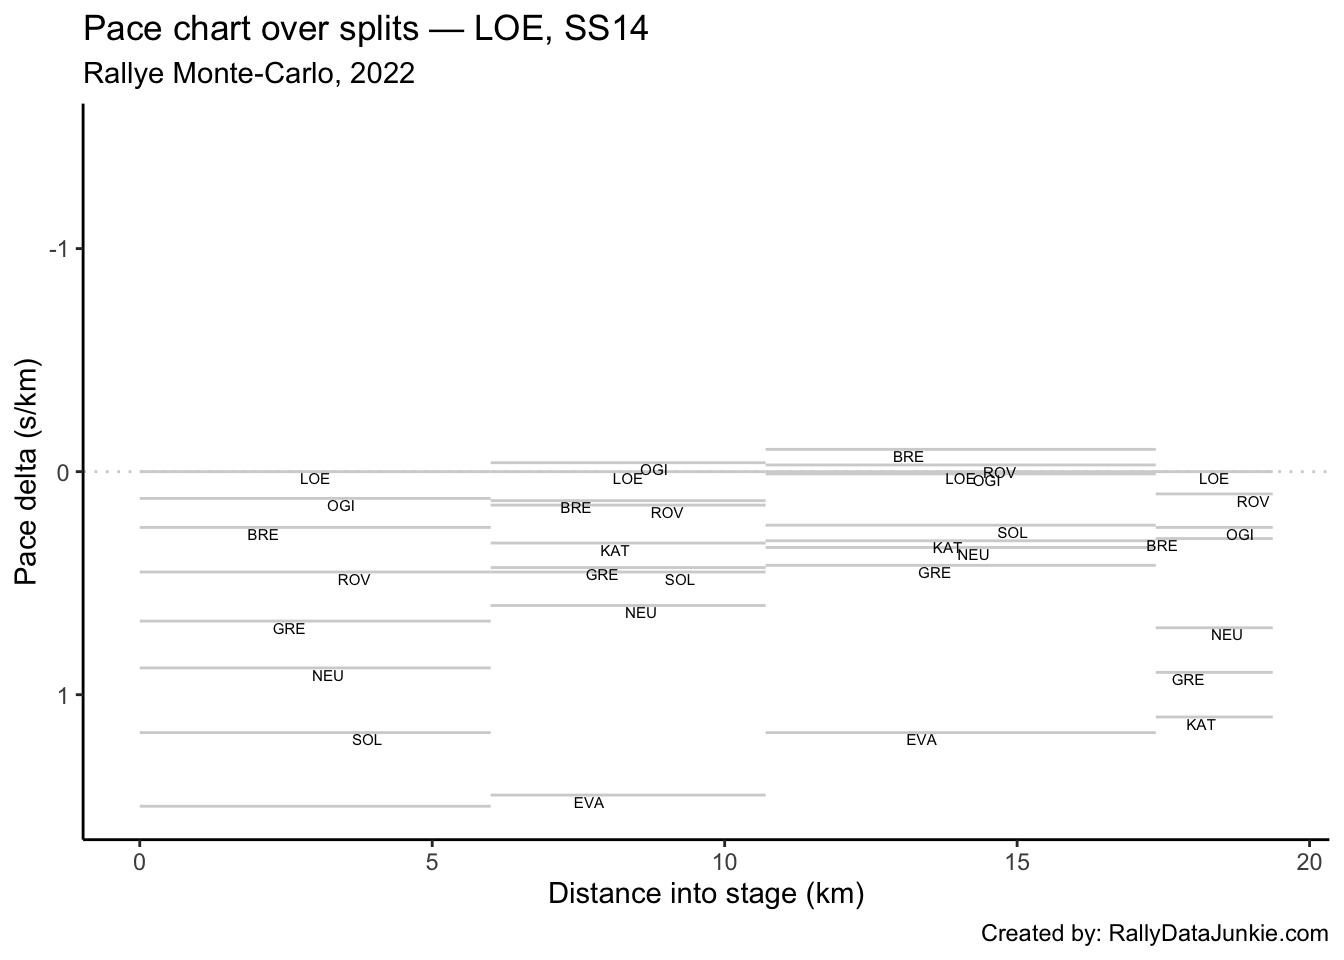 Pace chart over splits — LOE, SS14
Rallye Monte-Carlo, 2022
Pace delta (s/km)
-1
0
1
LOE
OGI
BRE
ROV
GRE
NEU
SOL
OGI
LOE
BRE
ROV
KAT
GRE
SOL
NEU
EVA
BRE
ROV
LOE
OGI
SOL
KAT
NEU
GRE
EVA
LOE
ROV
OGI
BRE
NEU
GRE
KAT
0 5 10 15 20
Distance into stage (km)
Created by: RallyDataJunkie.com